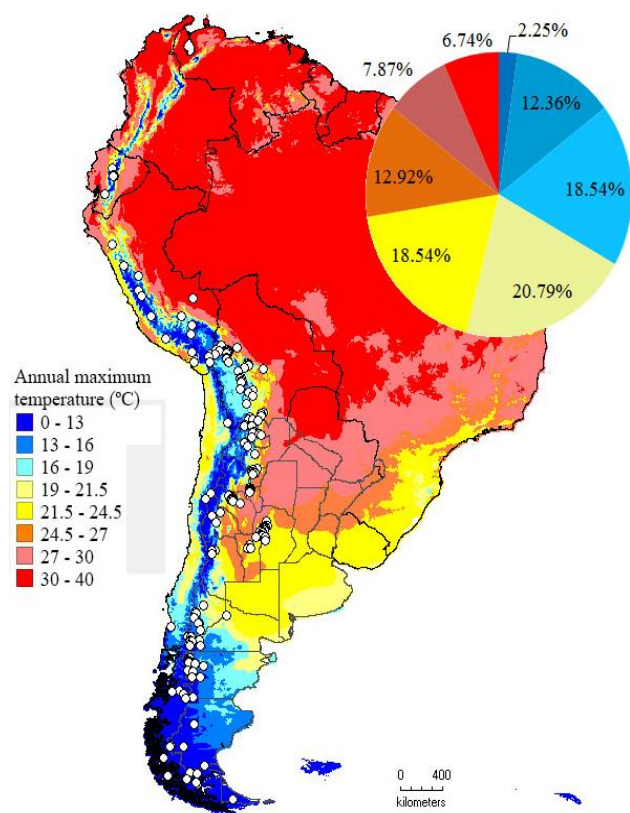 2.25%
6.74%
7.87%
12.36%
12.92%
18.54%
18.54%
20.79%
Annual maximum
temperature (ºC)
0 - 13
13 - 16
16 - 19
19 - 21.5
21.5 - 24.5
24.5 - 27
27 - 30
30 - 40
0 400
kilometers